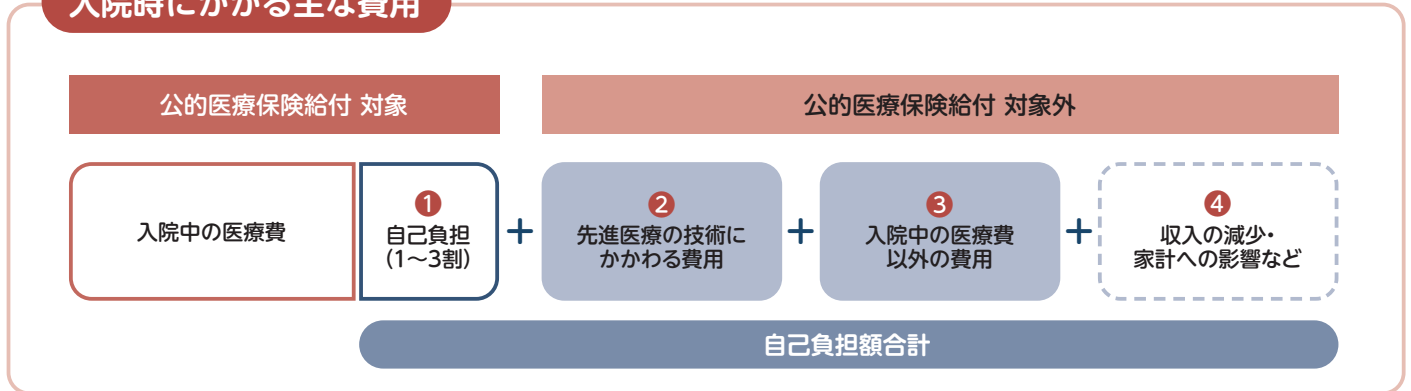 入院時にかかる主な費用
公的医療保険給付 対象
公的医療保険給付 対象外
入院中の医療費
❶
自己負担
(1〜3割)
+
❷
先進医療の技術に
かかわる費用
+
❸
入院中の医療費
以外の費用
+
❹
収入の減少・
家計への影響など
自己負担額合計